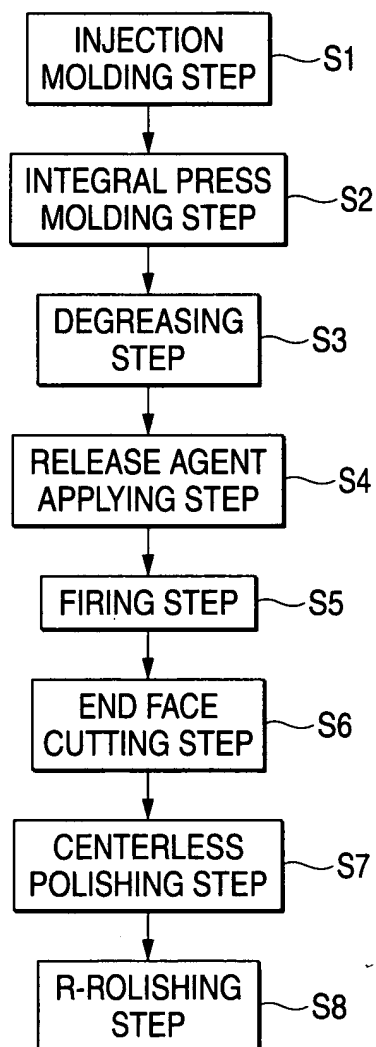 INJECTION
MOLDING STEP
S1
INTEGRAL PRESS
MOLDING STEP
S2
DEGREASING
STEP
S3
RELEASE AGENT
APPLYING STEP
S4
FIRING STEP
S5
END FACE
CUTTING STEP
S6
CENTERLESS
POLISHING STEP
S7
R-ROLISHING
STEP
S8